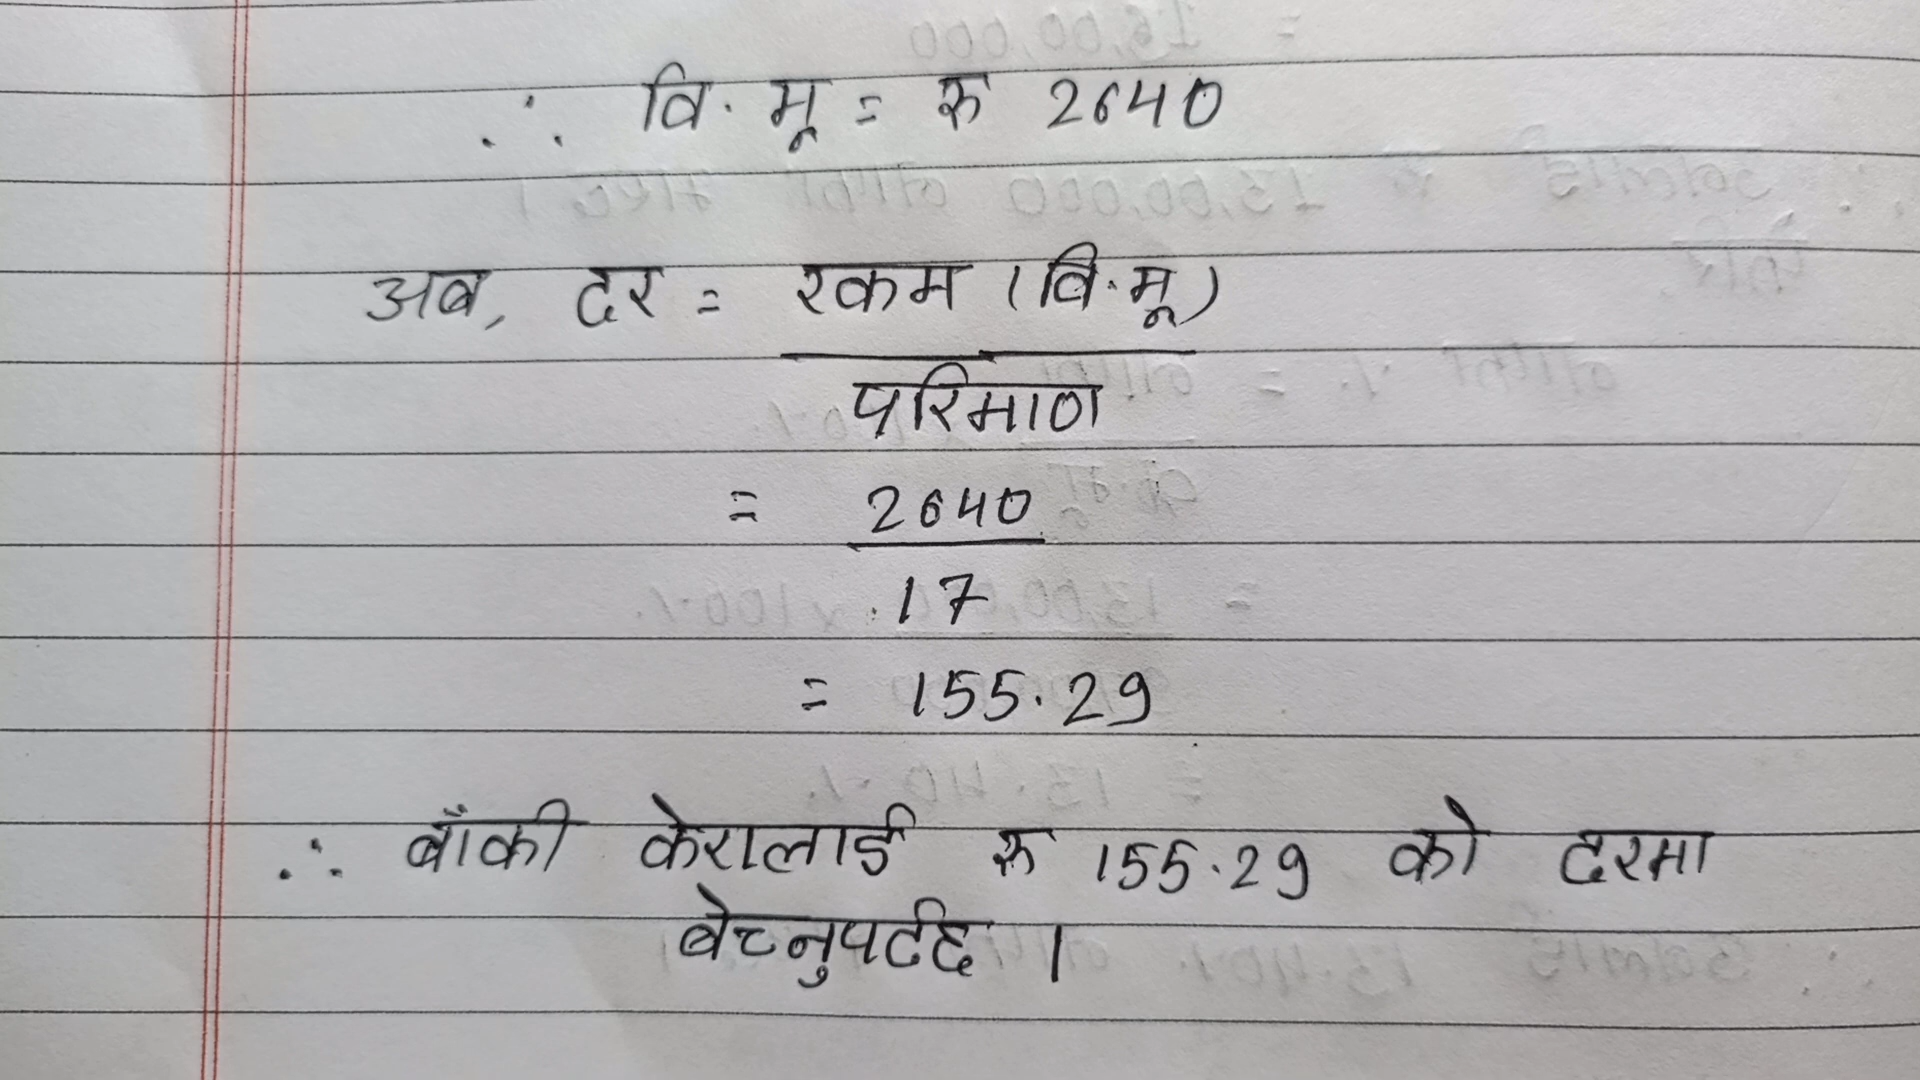 ∴ वि. मू = रु 2640
अब, दर = रकम (वि.मू)
परिमाण
= 2640
17
= 155.29
∴ बाँकी केरालाई रु 155.29 को दरमा
बेच्नुपर्दछ ।